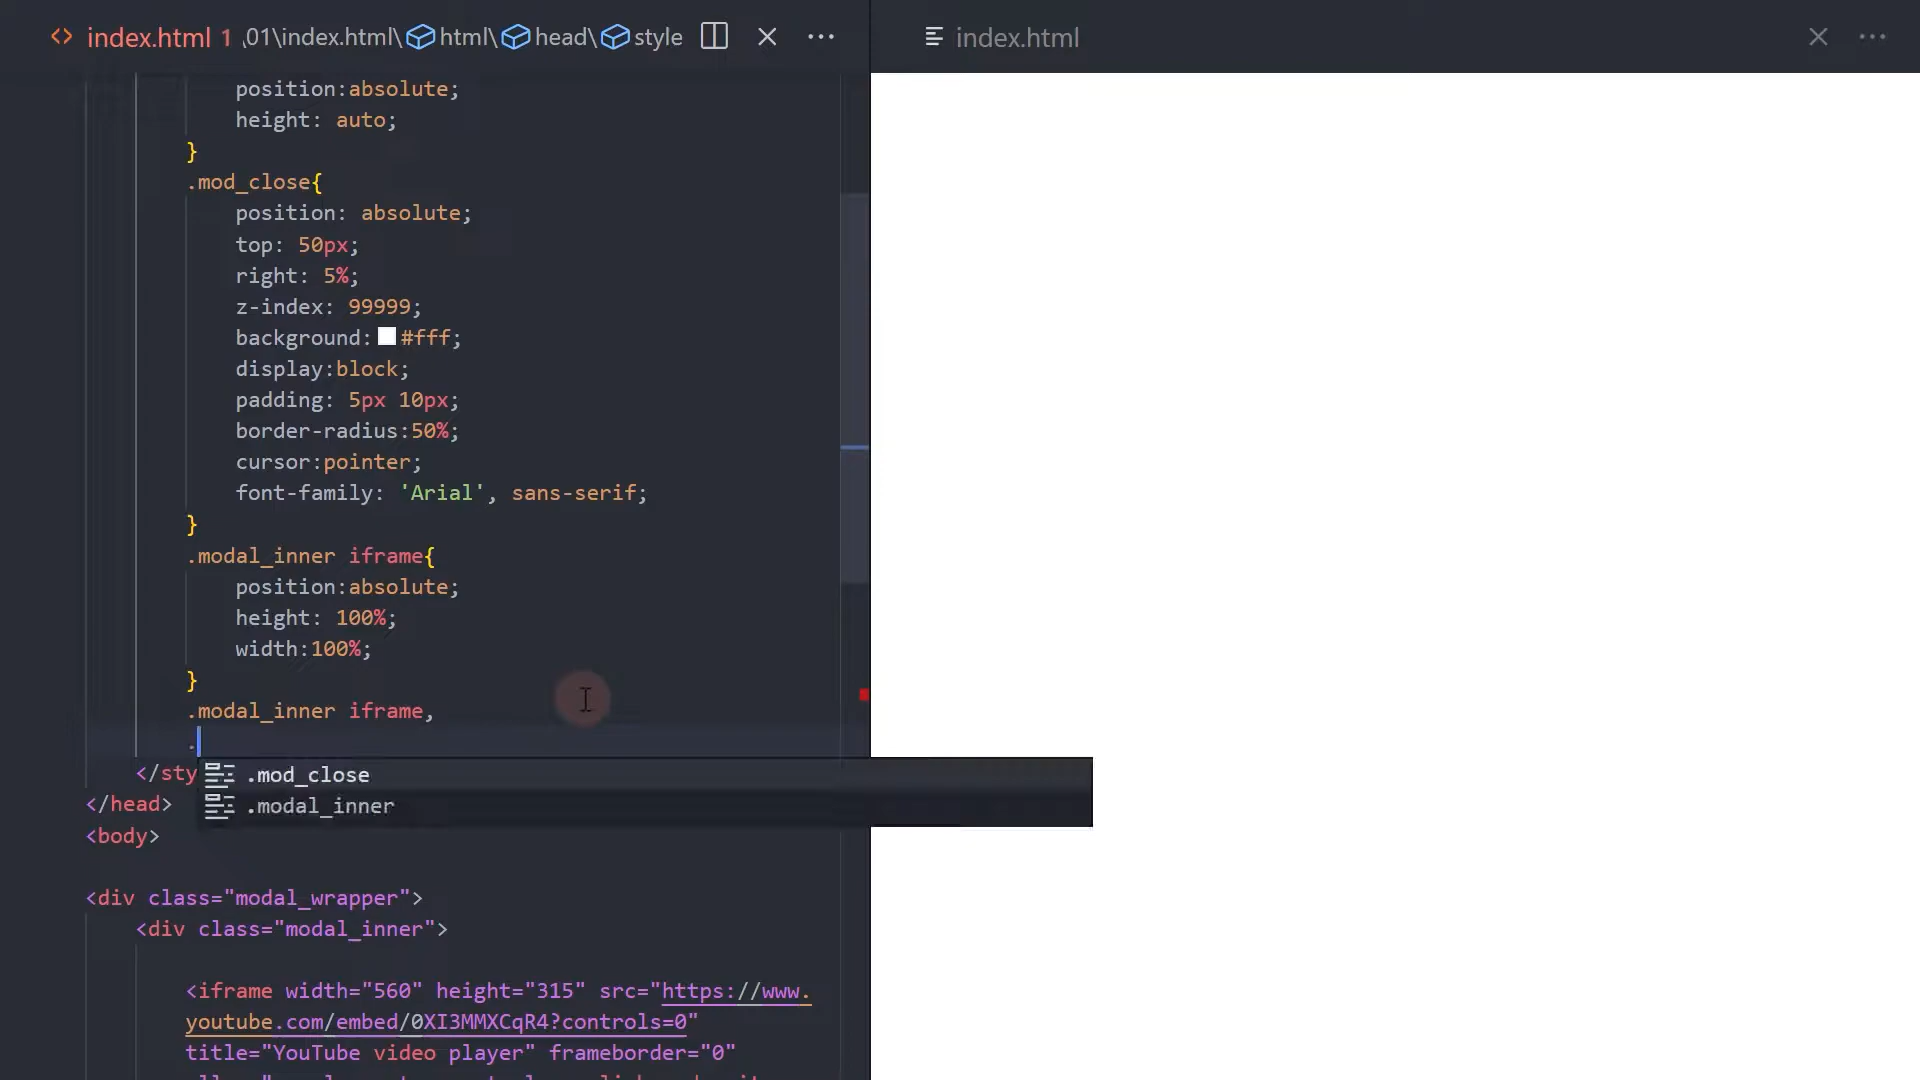 index.html 1 .01\index.html\html\head\style
index.html
position:absolute;
height: auto;
}
.mod_close{
position: absolute;
top: 50px;
right: 5%;
z-index: 99999;
background: #fff;
display:block;
padding: 5px 10px;
border-radius:50%;
cursor:pointer;
font-family: 'Arial', sans-serif;
}
.modal_inner iframe{
position:absolute;
height: 100%;
width:100%;
}
.modal_inner iframe,
.
</sty
.mod_close
</head>
.modal_inner
<body>
<div class="modal_wrapper">
<div class="modal_inner">
<iframe width="560" height="315" src="https://www.
youtube.com/embed/0XI3MMXCqR4?controls=0"
title="YouTube video player" frameborder="0"